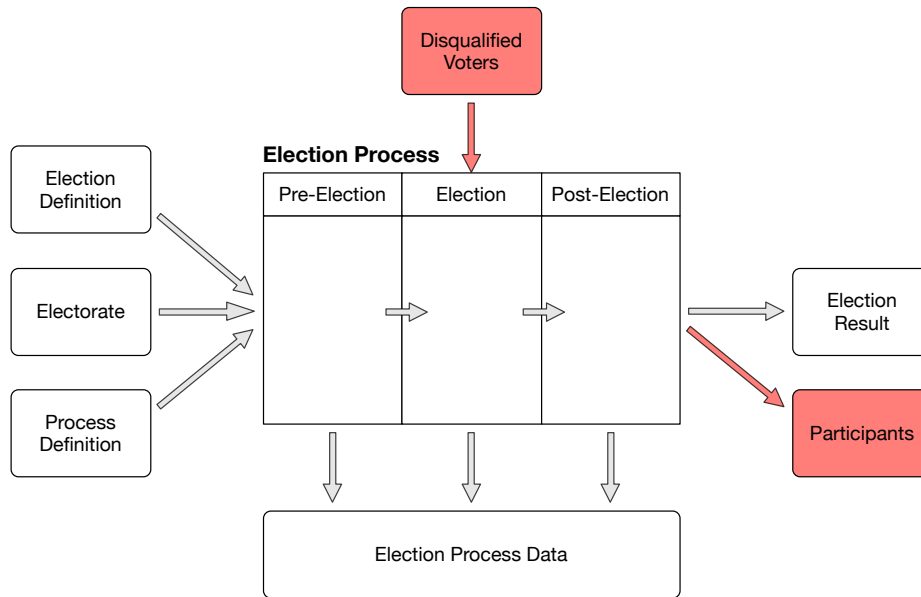 Disqualified
Voters
Election Process
Pre-Election
Election
Post-Election
Election
Definition
Electorate
Process
Definition
Election
Result
Participants
Election Process Data